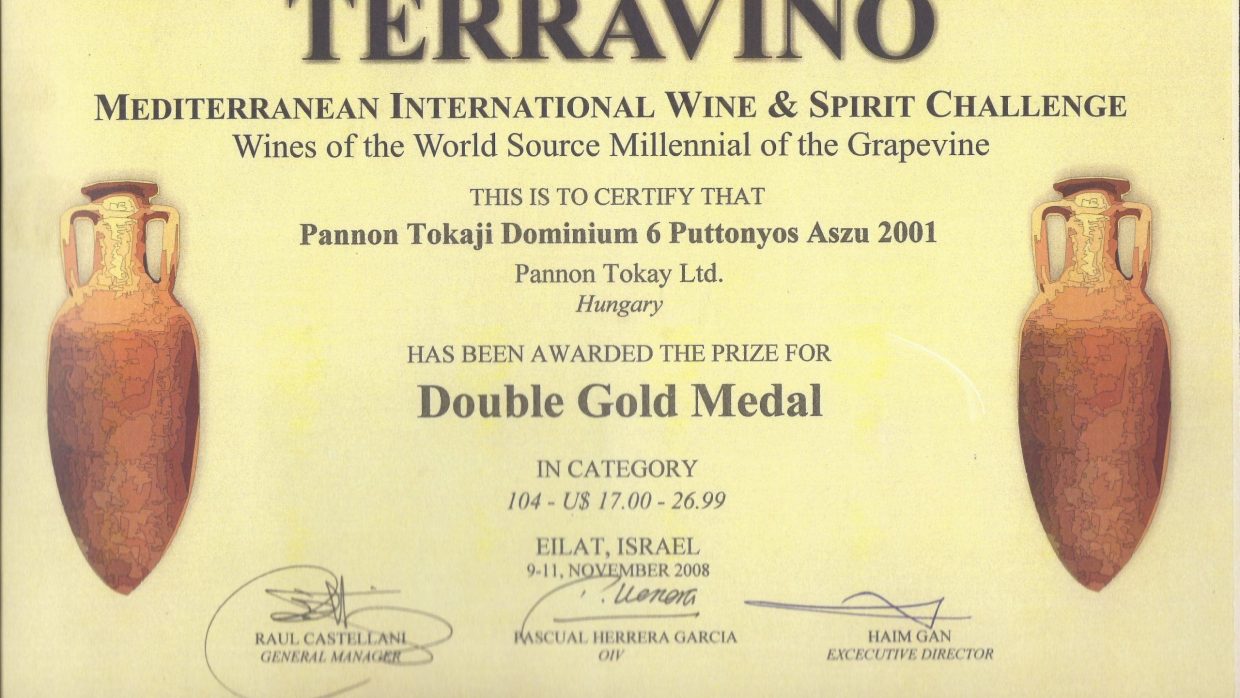 TERRAVINO
MEDITERRANEAN INTERNATIONAL WINE & SPIRIT CHALLENGE
Wines of the World Source Millennial of the Grapevine
THIS IS TO CERTIFY THAT
Pannon Tokaji Dominium 6 Puttonyos Aszu 2001
Pannon Tokay Ltd.
Hungary
HAS BEEN AWARDED THE PRIZE FOR
Double Gold Medal
IN CATEGORY
104 - U$ 17.00 - 26.99
EILAT, ISRAEL
9-11, NOVEMBER 2008
RAUL CASTELLANI PASCUAL HERRERA GARCIA HAIM GAN
GENERAL MANAGER OIV EXCECUTIVE DIRECTOR